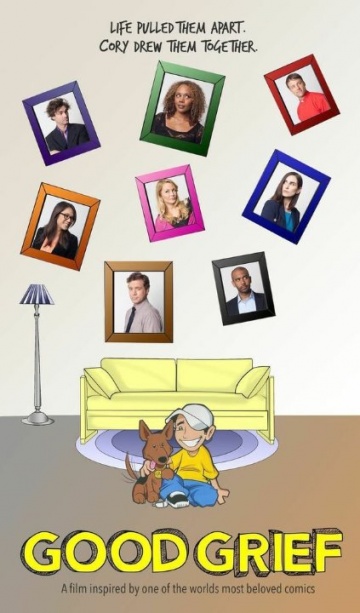 LIFE PULLED THEM APART.
CORY DREW THEM TOGETHER.
GOOD GRIEF
A film inspired by one of the worlds most beloved comics